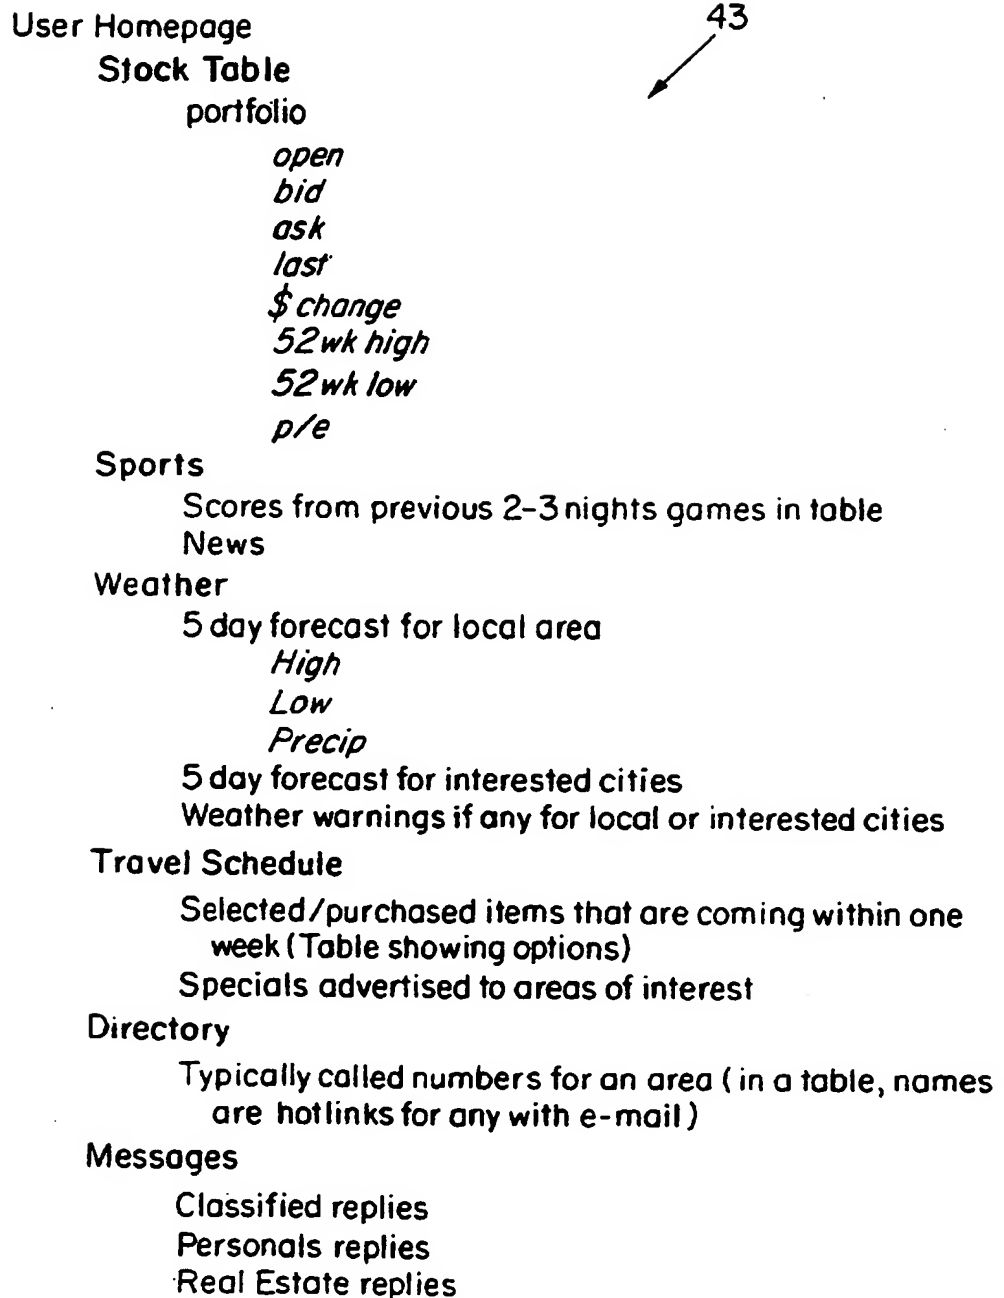 43
User Homepage
Stock Table
portfolio
open
bid
ask
last
$ change
52 wk high
52 wk low
p/e
Sports
Scores from previous 2-3 nights games in table
News
Weather
5 day forecast for local area
High
Low
Precip
5 day forecast for interested cities
Weather warnings if any for local or interested cities
Travel Schedule
Selected/purchased items that are coming within one
week (Table showing options)
Specials advertised to areas of interest
Directory
Typically called numbers for an area ( in a table, names
are hotlinks for any with e-mail )
Messages
Classified replies
Personals replies
Real Estate replies